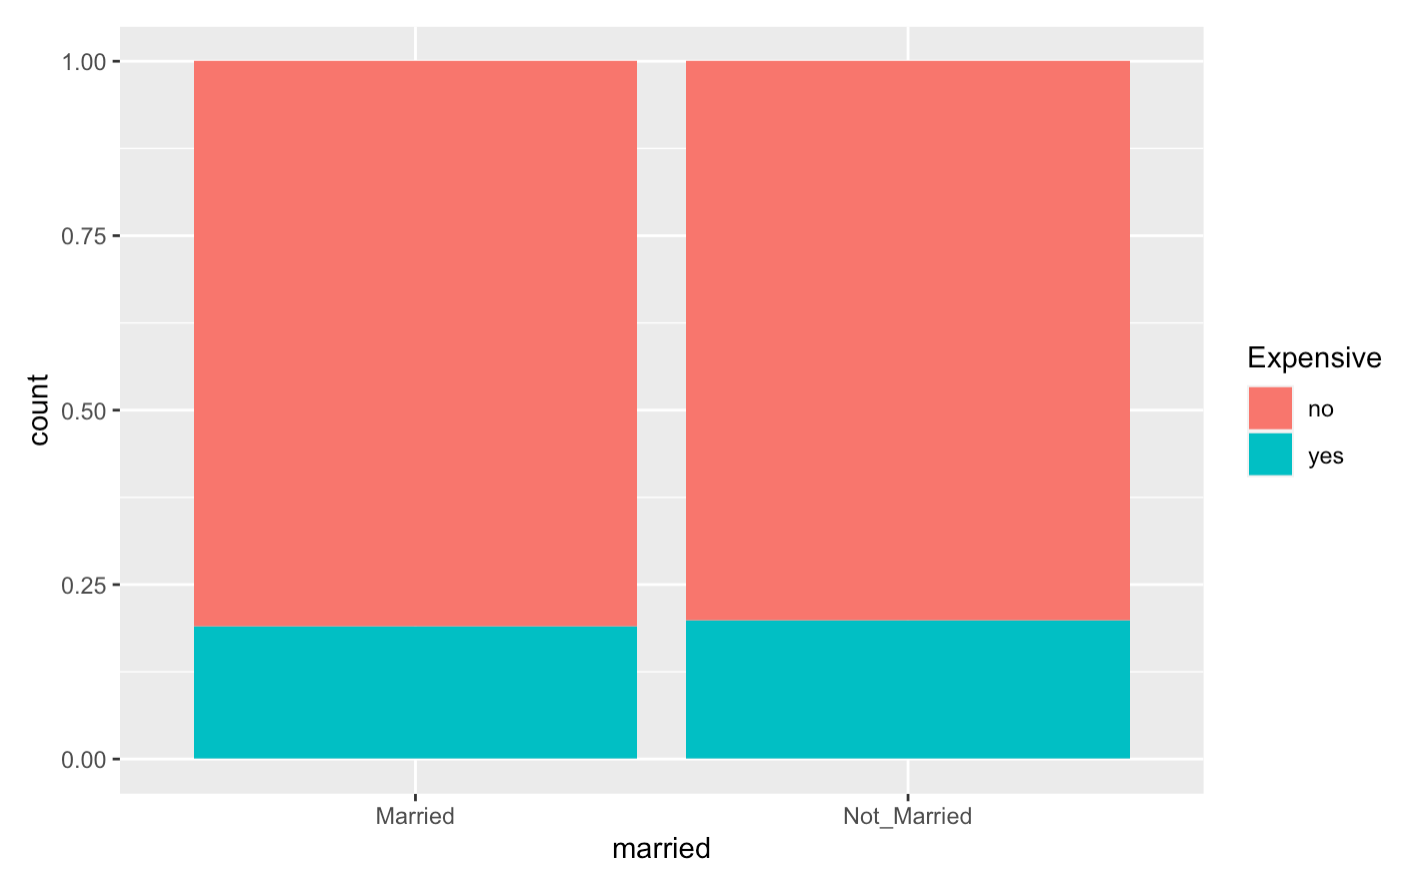 1.00
0.75
0.50
0.25
0.00
count
Married
Not_Married
married
Expensive
no
yes